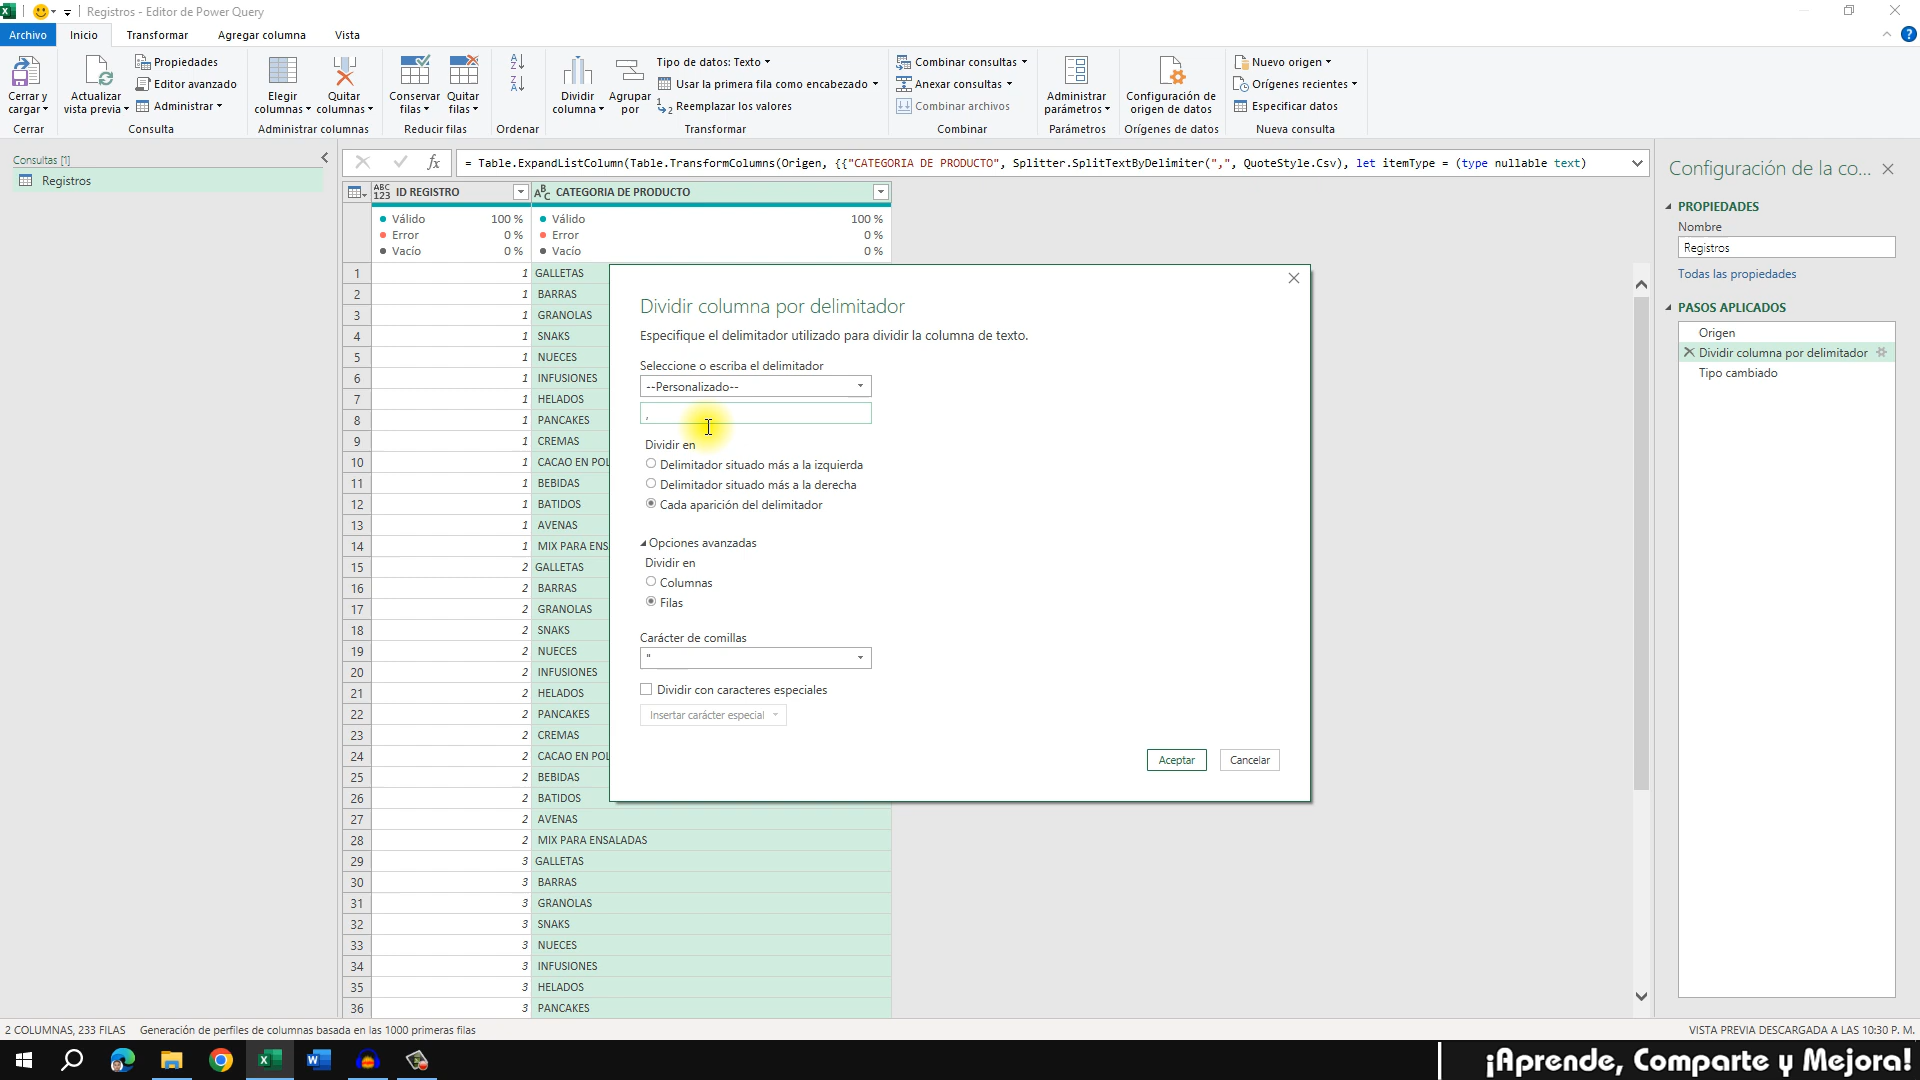 Registros - Editor de Power Query
Archivo
Inicio
Transformar
Agregar columna
Vista
Cerrar y cargar
Cerrar
Actualizar vista previa
Propiedades
Editor avanzado
Administrar
Consulta
Elegir columnas
Quitar columnas
Administrar columnas
Conservar filas
Quitar filas
Reducir filas
Ordenar
Dividir columna
Agrupar por
Tipo de datos: Texto
Usar la primera fila como encabezado
Reemplazar los valores
Transformar
Combinar consultas
Anexar consultas
Combinar archivos
Combinar
Administrar parámetros
Parámetros
Configuración de origen de datos
Orígenes de datos
Nuevo origen
Orígenes recientes
Especificar datos
Nueva consulta
Consultas [1]
Registros
= Table.ExpandListColumn(Table.TransformColumns(Origen, {{"CATEGORIA DE PRODUCTO", Splitter.SplitTextByDelimiter(",", QuoteStyle.Csv), let itemType = (type nullable text)
ABC 123 ID REGISTRO
ABC CATEGORIA DE PRODUCTO
Válido 100 %
Error 0 %
Vacío 0 %
Válido 100 %
Error 0 %
Vacío 0 %
1 1 GALLETAS
2 1 BARRAS
3 1 GRANOLAS
4 1 SNAKS
5 1 NUECES
6 1 INFUSIONES
7 1 HELADOS
8 1 PANCAKES
9 1 CREMAS
10 1 CACAO EN POL
11 1 BEBIDAS
12 1 BATIDOS
13 1 AVENAS
14 1 MIX PARA ENS
15 2 GALLETAS
16 2 BARRAS
17 2 GRANOLAS
18 2 SNAKS
19 2 NUECES
20 2 INFUSIONES
21 2 HELADOS
22 2 PANCAKES
23 2 CREMAS
24 2 CACAO EN POL
25 2 BEBIDAS
26 2 BATIDOS
27 2 AVENAS
28 2 MIX PARA ENSALADAS
29 3 GALLETAS
30 3 BARRAS
31 3 GRANOLAS
32 3 SNAKS
33 3 NUECES
34 3 INFUSIONES
35 3 HELADOS
36 3 PANCAKES
Dividir columna por delimitador
Especifique el delimitador utilizado para dividir la columna de texto.
Seleccione o escriba el delimitador
--Personalizado--
,
Dividir en
Delimitador situado más a la izquierda
Delimitador situado más a la derecha
Cada aparición del delimitador
Opciones avanzadas
Dividir en
Columnas
Filas
Carácter de comillas
"
Dividir con caracteres especiales
Insertar carácter especial
Aceptar
Cancelar
Configuración de la co...
PROPIEDADES
Nombre
Registros
Todas las propiedades
PASOS APLICADOS
Origen
Dividir columna por delimitador
Tipo cambiado
2 COLUMNAS, 233 FILAS
Generación de perfiles de columnas basada en las 1000 primeras filas
VISTA PREVIA DESCARGADA A LAS 10:30 P. M.
¡Aprende, Comparte y Mejora!